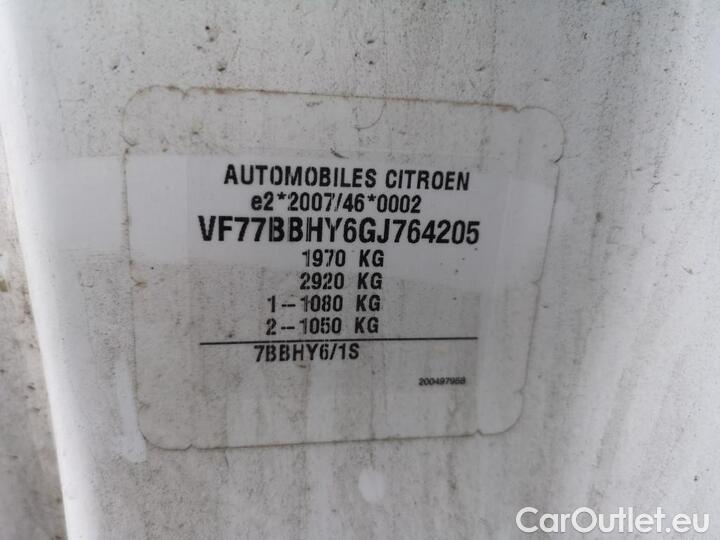 AUTOMOBILES CITROEN
e2*2007/46*0002
VF77BBHY6GJ764205
1970 KG
2920 KG
1-1080 KG
2-1050 KG
7BBHY6/1S
200497958
CarOutlet.eu